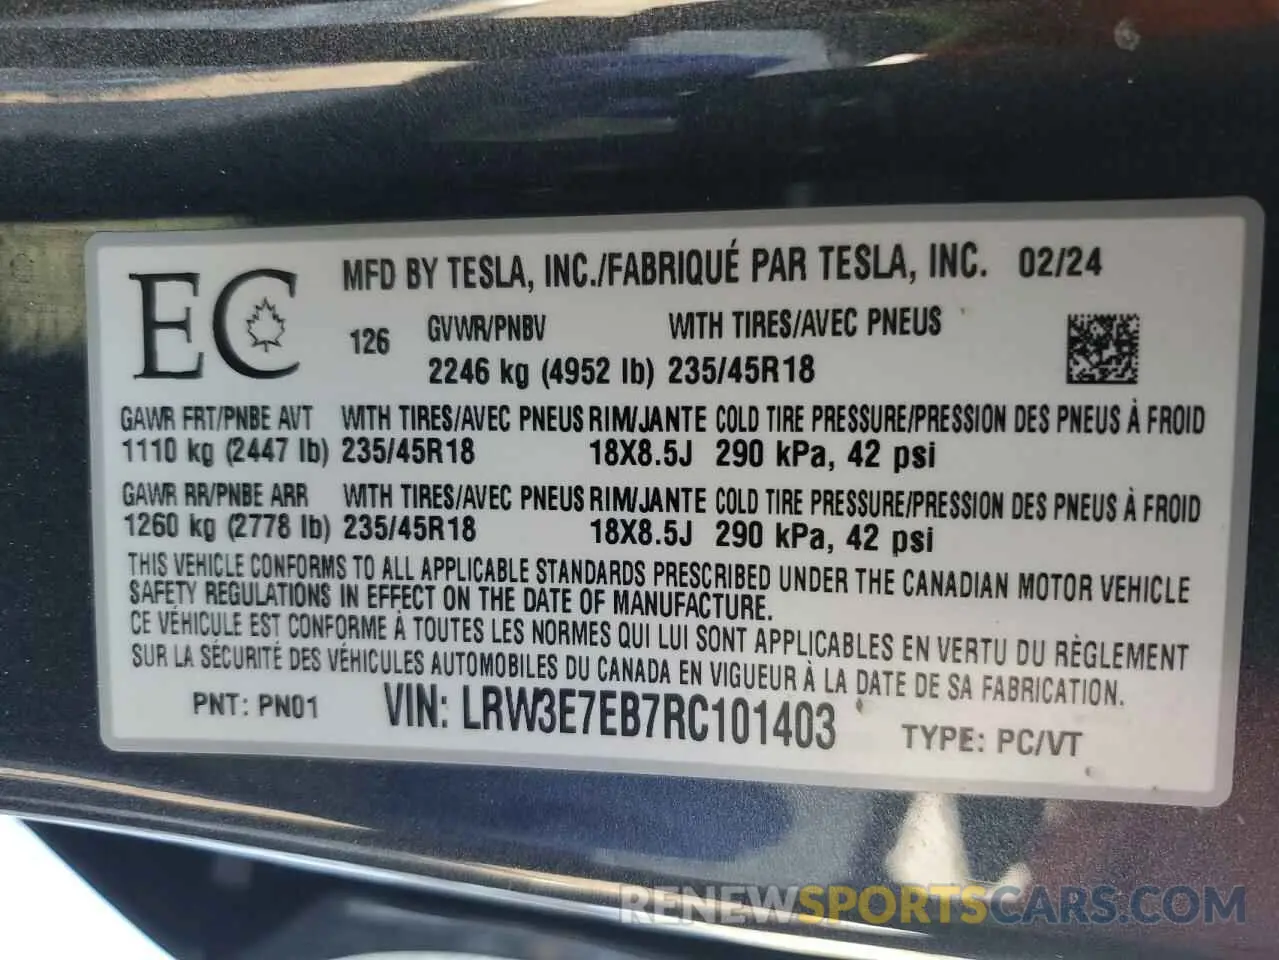 EC
MFD BY TESLA, INC./FABRIQUÉ PAR TESLA, INC. 02/24
126 GVWR/PNBV WITH TIRES/AVEC PNEUS
2246 kg (4952 lb) 235/45R18
GAWR FRT/PNBE AVT WITH TIRES/AVEC PNEUS RIM/JANTE COLD TIRE PRESSURE/PRESSION DES PNEUS À FROID
1110 kg (2447 lb) 235/45R18 18X8.5J 290 kPa, 42 psi
GAWR RR/PNBE ARR WITH TIRES/AVEC PNEUS RIM/JANTE COLD TIRE PRESSURE/PRESSION DES PNEUS À FROID
1260 kg (2778 lb) 235/45R18 18X8.5J 290 kPa, 42 psi
THIS VEHICLE CONFORMS TO ALL APPLICABLE STANDARDS PRESCRIBED UNDER THE CANADIAN MOTOR VEHICLE
SAFETY REGULATIONS IN EFFECT ON THE DATE OF MANUFACTURE.
CE VÉHICULE EST CONFORME À TOUTES LES NORMES QUI LUI SONT APPLICABLES EN VERTU DU RÈGLEMENT
SUR LA SÉCURITÉ DES VÉHICULES AUTOMOBILES DU CANADA EN VIGUEUR À LA DATE DE SA FABRICATION.
PNT: PN01 VIN: LRW3E7EB7RC101403 TYPE: PC/VT
RENEWSPORTSCARS.COM